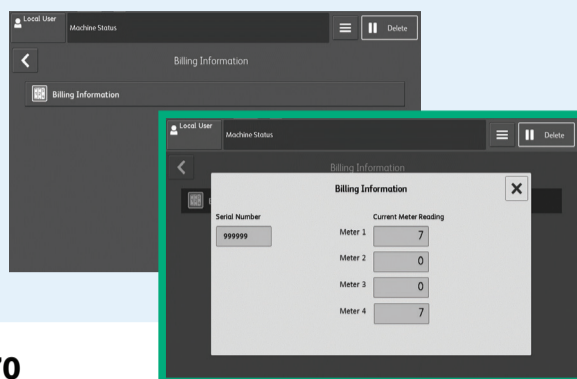 Local User
Machine Status
Delete
Billing Information
Billing Information
Local User
Machine Status
Delete
Billing Information
Billing Information
Serial Number
Current Meter Reading
999999
Meter 1 7
Meter 2 0
Meter 3 0
Meter 4 7